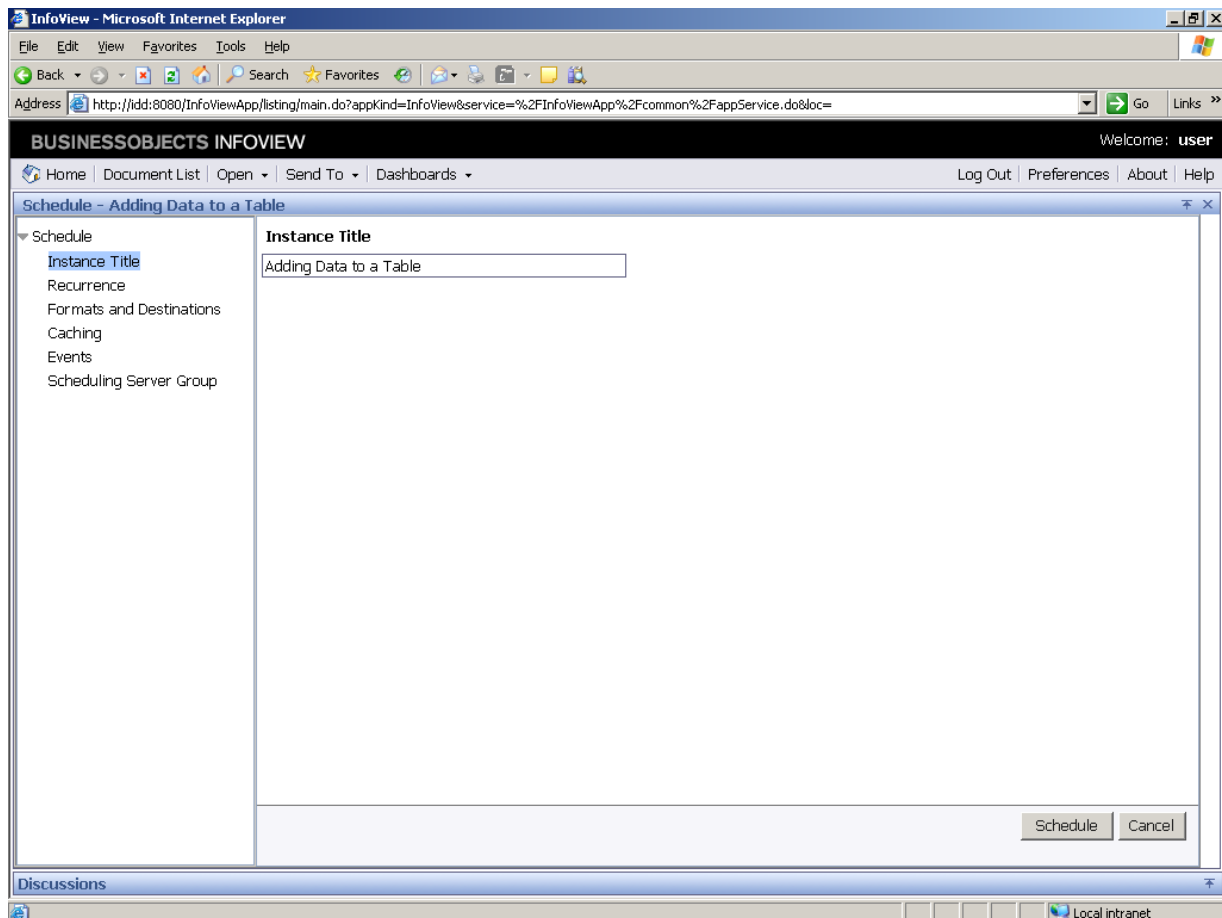 InfoView - Microsoft Internet Explorer
File Edit View Favorites Tools Help
Back Search Favorites
Address http://idd:8080/InfoViewApp/listing/main.do?appKind=InfoView&service=%2FInfoViewApp%2Fcommon%2FappService.do&loc= Go Links »
BUSINESSOBJECTS INFOVIEW Welcome: user
Home Document List Open Send To Dashboards Log Out Preferences About Help
Schedule - Adding Data to a Table
Schedule
Instance Title
Recurrence
Formats and Destinations
Caching
Events
Scheduling Server Group
Instance Title
Adding Data to a Table
Schedule Cancel
Discussions
Local intranet